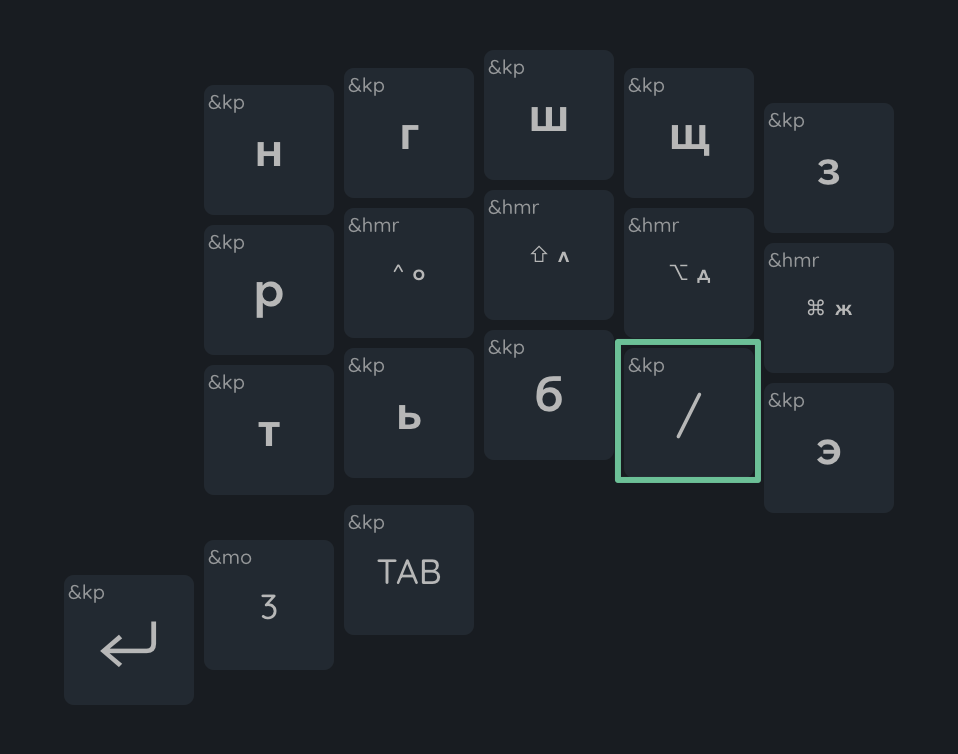 &kp &kp &kp &kp &kp
н г ш щ з
&kp &hmr &hmr &hmr &hmr
р ^ о ⇧ л ⌥ д ⌘ ж
&kp &kp &kp &kp &kp
т ь б / э
&kp &mo &kp
↵ 3 TAB